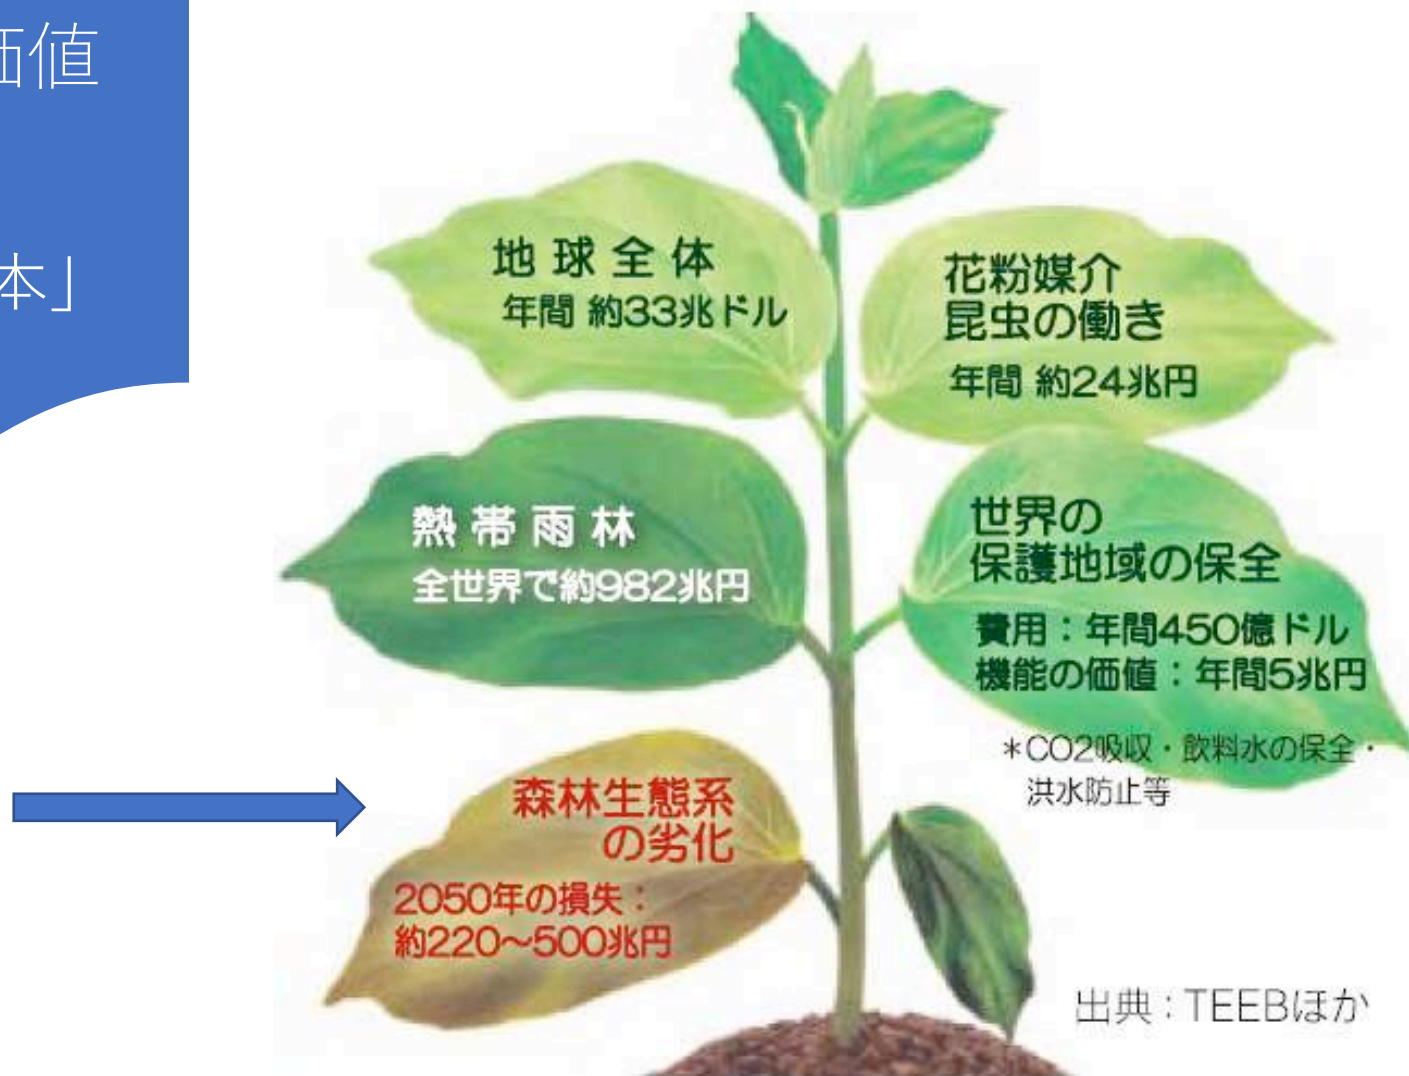 価値
本」
地球全体
年間 約33兆ドル
花粉媒介
昆虫の働き
年間 約24兆円
熱帯雨林
全世界で約982兆円
世界の
保護地域の保全
費用：年間450億ドル
機能の価値：年間5兆円
＊CO2吸収・飲料水の保全・
洪水防止等
森林生態系
の劣化
2050年の損失：
約220～500兆円
出典：TEEBほか